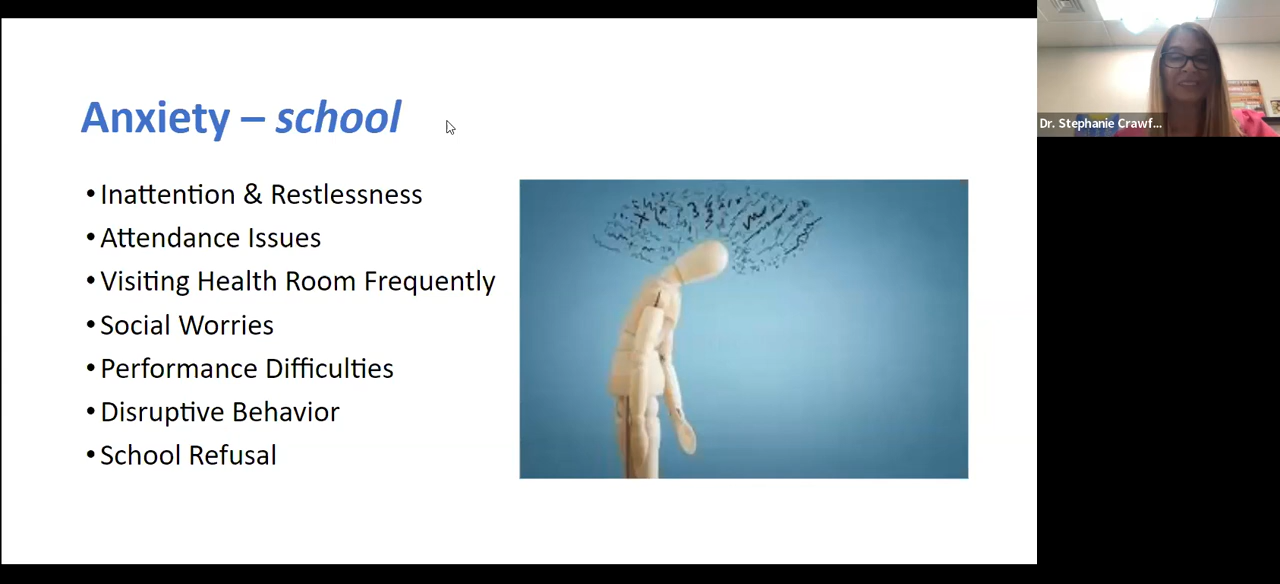 Anxiety – school
• Inattention & Restlessness
• Attendance Issues
• Visiting Health Room Frequently
• Social Worries
• Performance Difficulties
• Disruptive Behavior
• School Refusal
Dr. Stephanie Crawf...